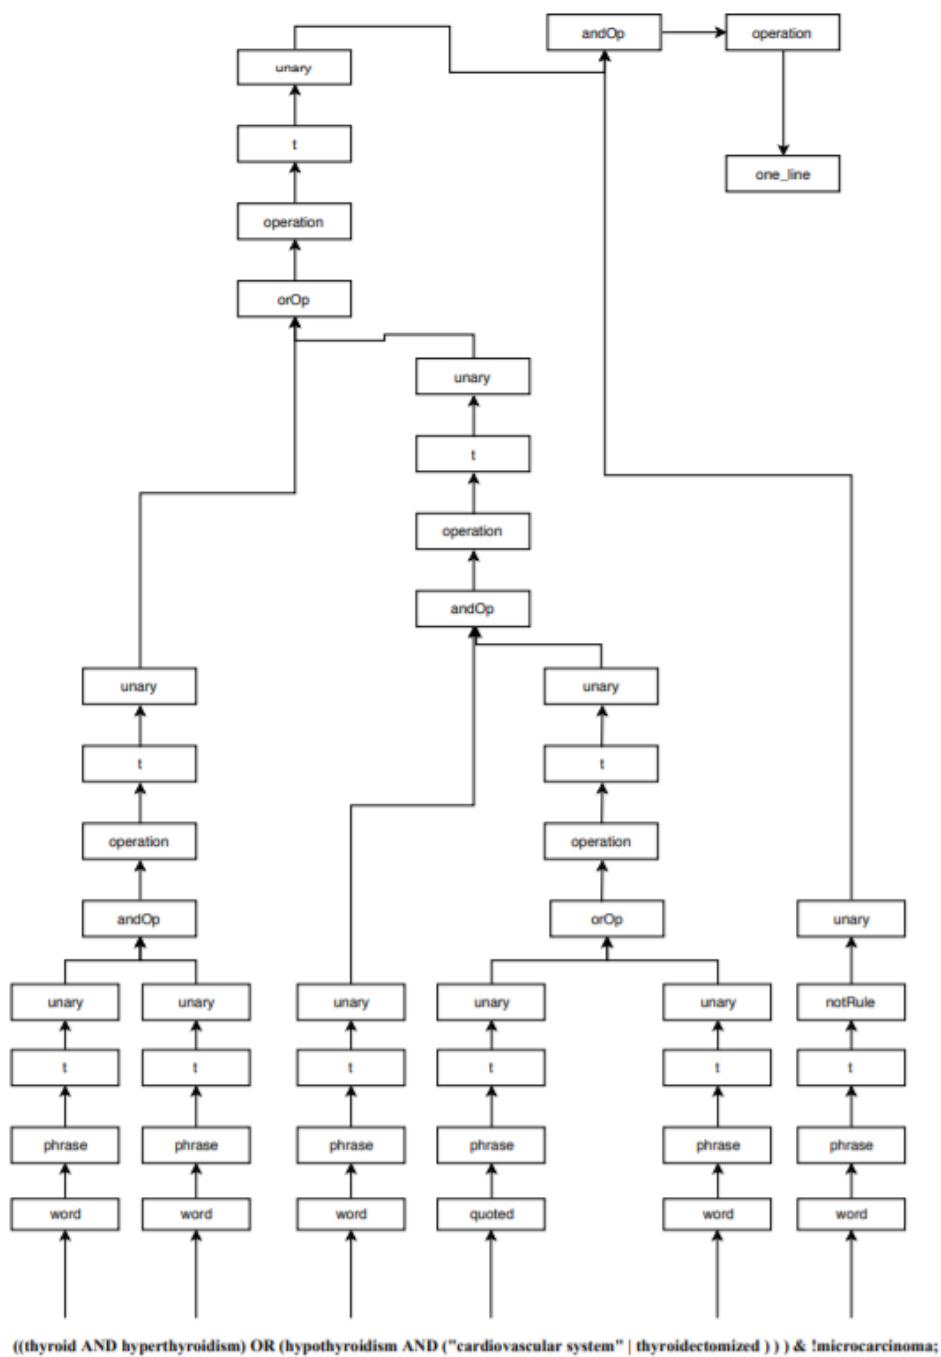 andOp operation
unary
t
one_line
operation
orOp
unary
t
operation
andOp
unary unary
t t
operation operation
andOp orOp unary
unary unary unary unary unary notRule
t t t t t t
phrase phrase phrase phrase phrase phrase
word word word quoted word word
((thyroid AND hyperthyroidism) OR (hypothyroidism AND ("cardiovascular system" | thyroidectomized ) ) ) & !microcarcinoma;